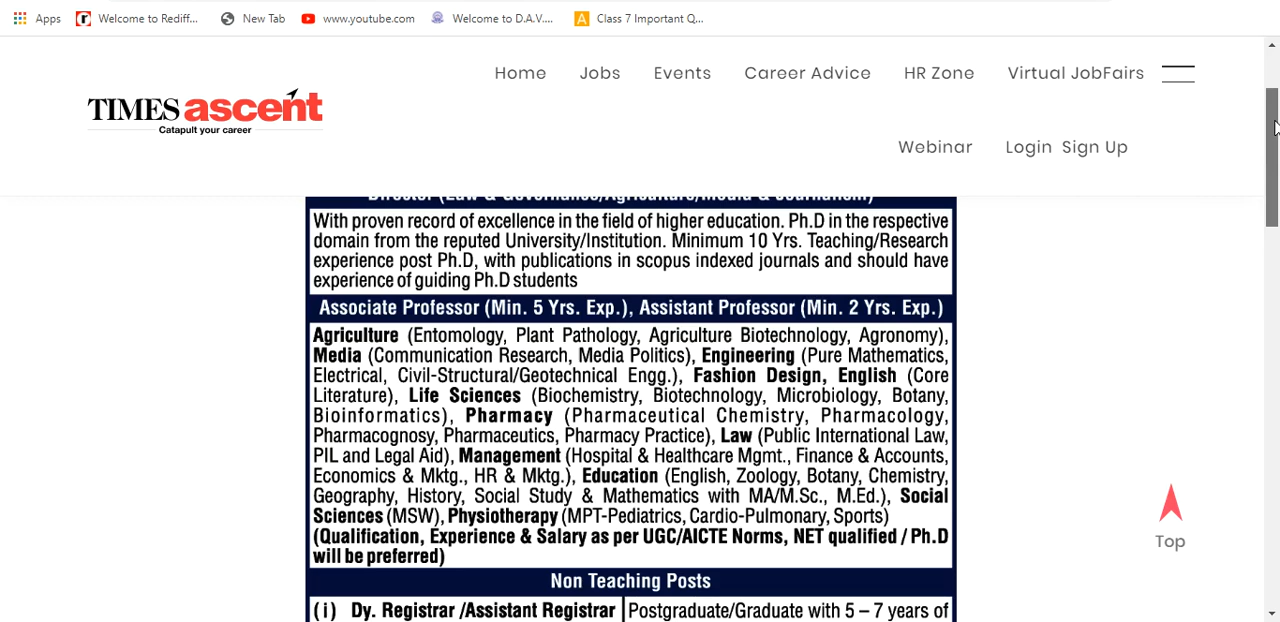 Apps Welcome to Rediff... New Tab www.youtube.com Welcome to D.A.V.... Class 7 Important Q...
Home Jobs Events Career Advice HR Zone Virtual JobFairs
TIMES ascent
Catapult your career
Webinar Login Sign Up
Director (Law & Governance/Agriculture/Media & Journalism)
With proven record of excellence in the field of higher education. Ph.D in the respective
domain from the reputed University/Institution. Minimum 10 Yrs. Teaching/Research
experience post Ph.D, with publications in scopus indexed journals and should have
experience of guiding Ph.D students
Associate Professor (Min. 5 Yrs. Exp.), Assistant Professor (Min. 2 Yrs. Exp.)
Agriculture (Entomology, Plant Pathology, Agriculture Biotechnology, Agronomy),
Media (Communication Research, Media Politics), Engineering (Pure Mathematics,
Electrical, Civil-Structural/Geotechnical Engg.), Fashion Design, English (Core
Literature), Life Sciences (Biochemistry, Biotechnology, Microbiology, Botany,
Bioinformatics), Pharmacy (Pharmaceutical Chemistry, Pharmacology,
Pharmacognosy, Pharmaceutics, Pharmacy Practice), Law (Public International Law,
PIL and Legal Aid), Management (Hospital & Healthcare Mgmt., Finance & Accounts,
Economics & Mktg., HR & Mktg.), Education (English, Zoology, Botany, Chemistry,
Geography, History, Social Study & Mathematics with MA/M.Sc., M.Ed.), Social
Sciences (MSW), Physiotherapy (MPT-Pediatrics, Cardio-Pulmonary, Sports)
(Qualification, Experience & Salary as per UGC/AICTE Norms, NET qualified / Ph.D
will be preferred)
Top
Non Teaching Posts
(i) Dy. Registrar /Assistant Registrar Postgraduate/Graduate with 5 – 7 years of